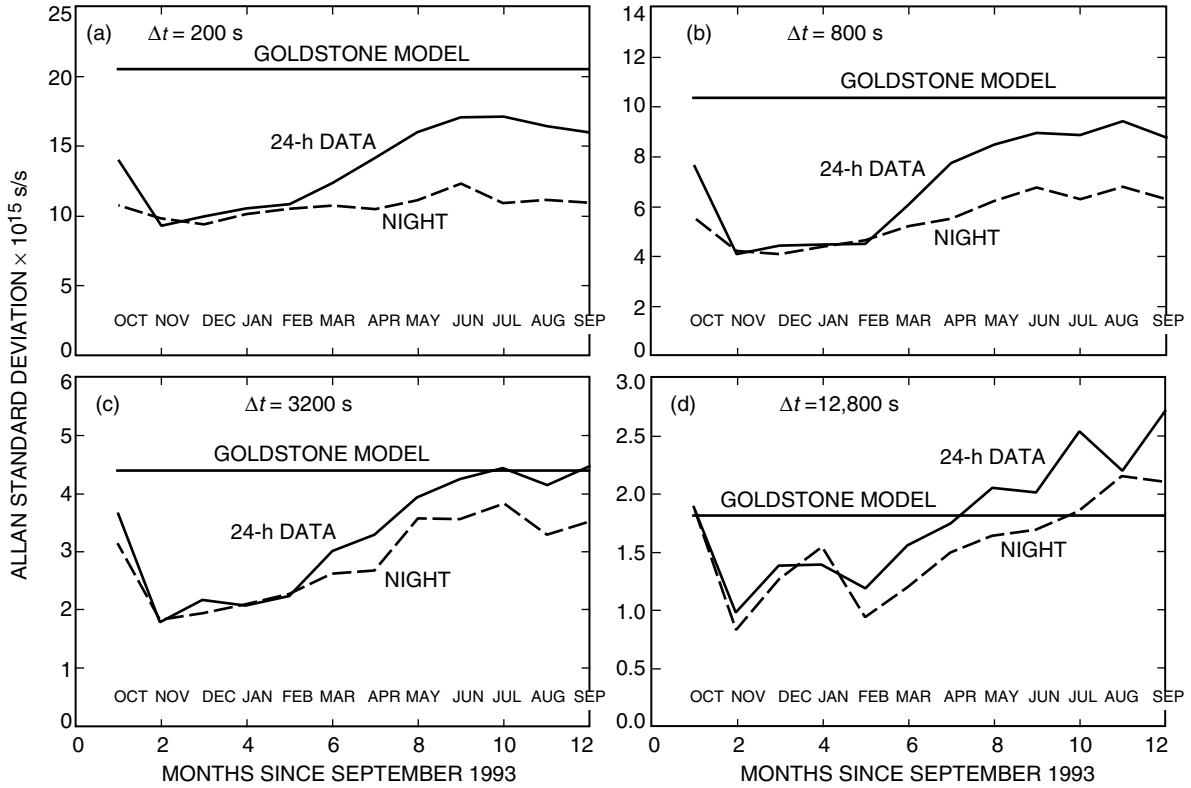 ALLAN STANDARD DEVIATION × 10¹⁵ s/s
(a) Δt = 200 s
25
20
15
10
5
0
GOLDSTONE MODEL
24-h DATA
NIGHT
OCT NOV DEC JAN FEB MAR APR MAY JUN JUL AUG SEP
(b) Δt = 800 s
14
12
10
8
6
4
2
0
GOLDSTONE MODEL
24-h DATA
NIGHT
OCT NOV DEC JAN FEB MAR APR MAY JUN JUL AUG SEP
(c) Δt =3200 s
6
5
4
3
2
1
0
GOLDSTONE MODEL
24-h DATA
NIGHT
OCT NOV DEC JAN FEB MAR APR MAY JUN JUL AUG SEP
0 2 4 6 8 10 12
MONTHS SINCE SEPTEMBER 1993
(d) Δt =12,800 s
3.0
2.5
2.0
1.5
1.0
0.5
0.0
24-h DATA
GOLDSTONE MODEL
NIGHT
OCT NOV DEC JAN FEB MAR APR MAY JUN JUL AUG SEP
0 2 4 6 8 10 12
MONTHS SINCE SEPTEMBER 1993